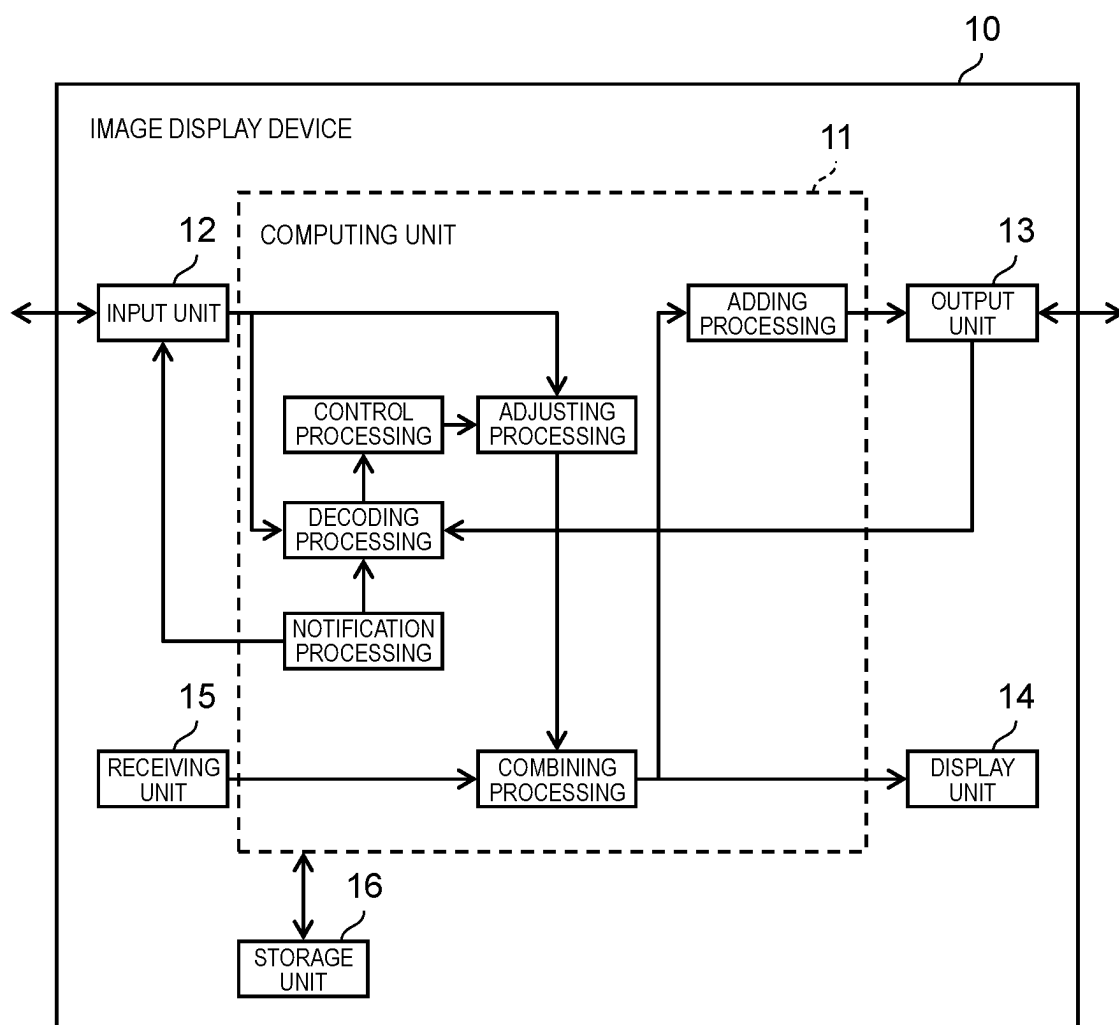 10
IMAGE DISPLAY DEVICE
11
12
COMPUTING UNIT
13
INPUT UNIT
ADDING
PROCESSING
OUTPUT
UNIT
CONTROL
PROCESSING
ADJUSTING
PROCESSING
DECODING
PROCESSING
NOTIFICATION
PROCESSING
15
14
RECEIVING
UNIT
COMBINING
PROCESSING
DISPLAY
UNIT
16
STORAGE
UNIT